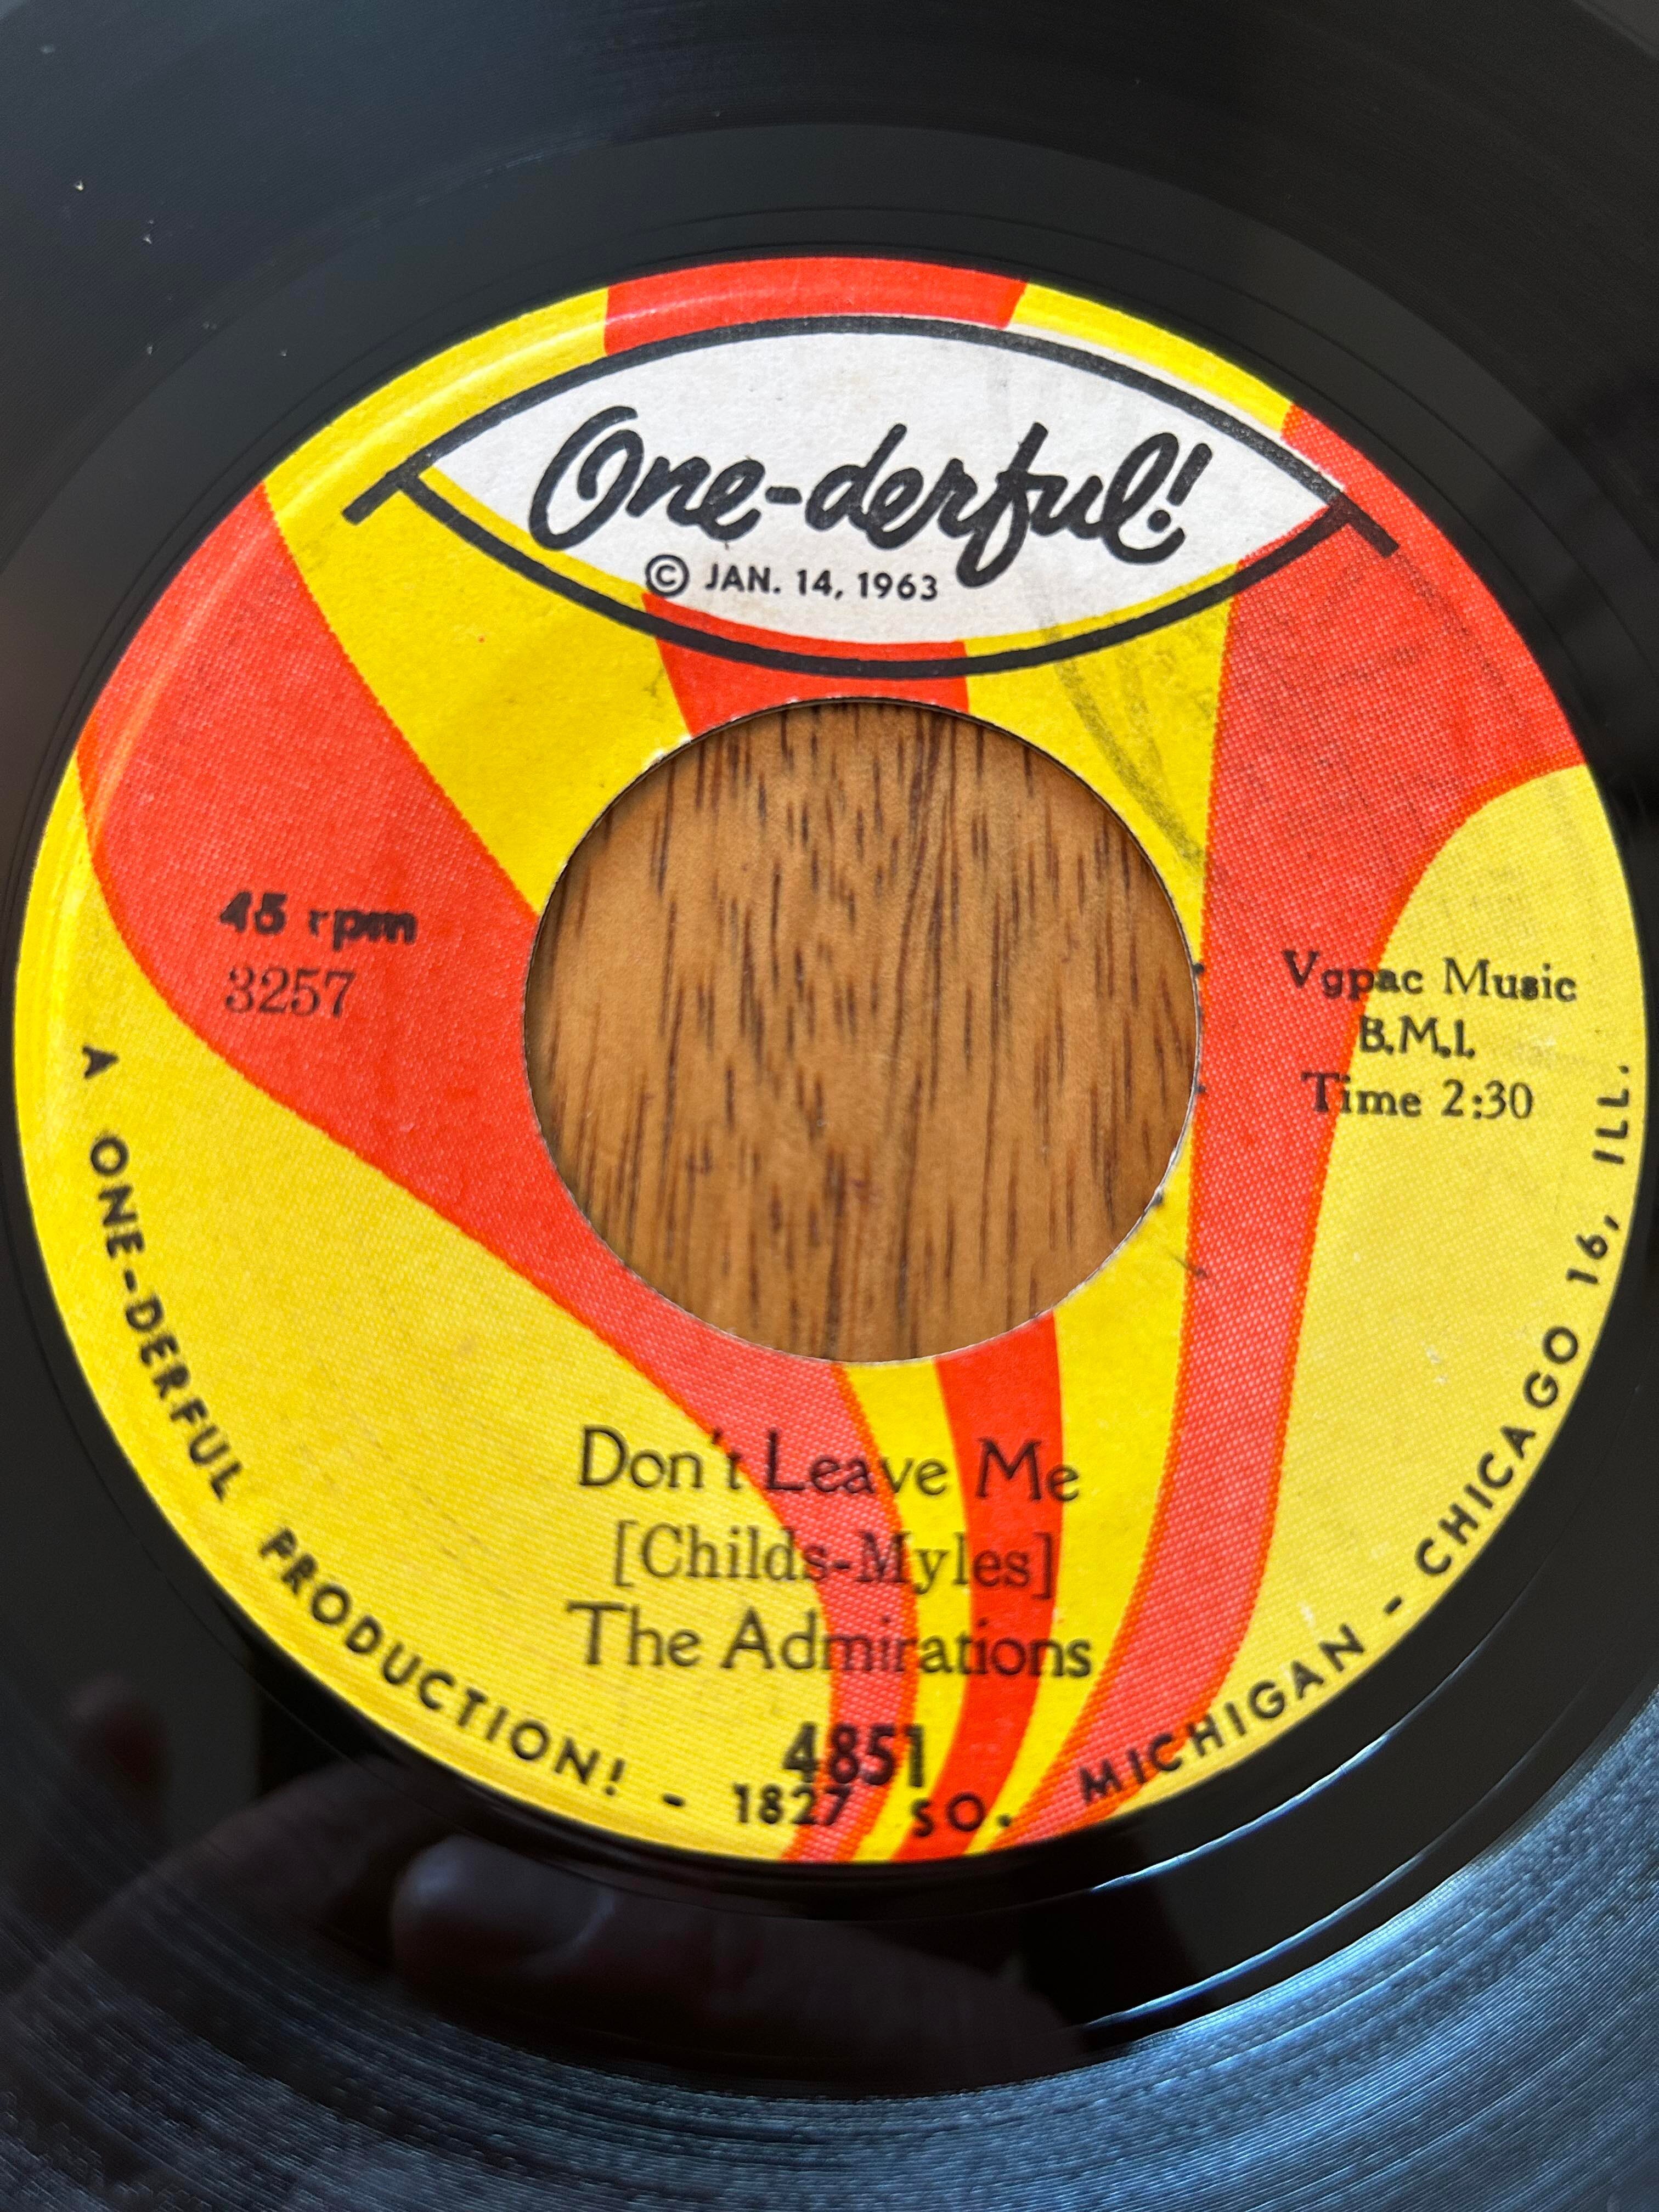 One-derful!
© JAN. 14, 1963
45 rpm
3257
Vgpac Music
B.M.I.
Time 2:30
Don't Leave Me
[Childs-Myles]
The Admirations
4851
A ONE-DERFUL PRODUCTION! - 1827 SO. MICHIGAN - CHICAGO 16, ILL.